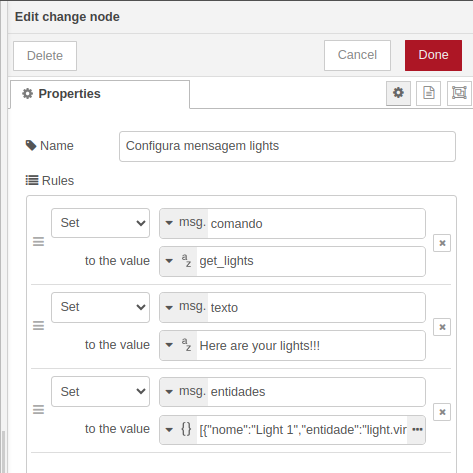 Edit change node
Delete
Cancel
Done
Properties
Name
Configura mensagem lights
Rules
Set
msg. comando
to the value
az get_lights
Set
msg. texto
to the value
az Here are your lights!!!
Set
msg. entidades
to the value
{} [{"nome":"Light 1","entidade":"light.vir ...